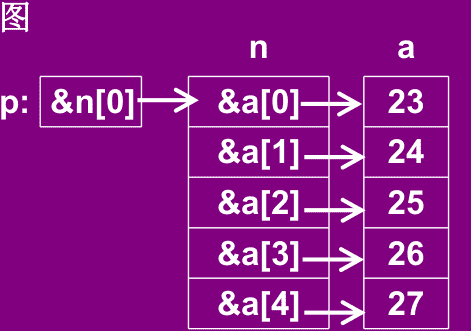 图
n a
p: &n[0] &a[0] 23
&a[1] 24
&a[2] 25
&a[3] 26
&a[4] 27